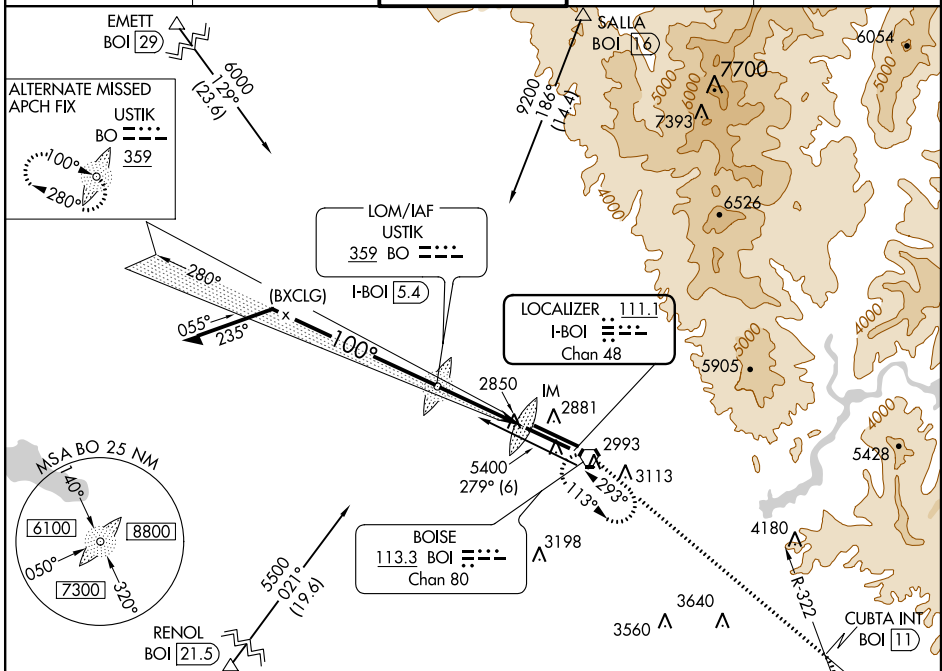 EMETT
BOI 29
6000
129°
(23.6)
SALLA
BOI 16
9200
186°
(14.4)
6054
5000
5000
6000
7700
7393
4000
6526
ALTERNATE MISSED
APCH FIX
USTIK
BO
359
100°
280°
LOM/IAF
USTIK
359 BO
I-BOI 5.4
280°
(BXCLG)
055°
235°
100°
LOCALIZER 111.1
I-BOI
Chan 48
5000
5905
4000
4000
5428
2850
IM
2881
2993
3113
5400
279° (6)
293°
113°
MSA BO 25 NM
140°
6100
8800
050°
7300
320°
BOISE
113.3 BOI
Chan 80
3198
4180
R-322
5500
021°
(19.6)
3560
3640
RENOL
BOI 21.5
CUBTA INT
BOI 11